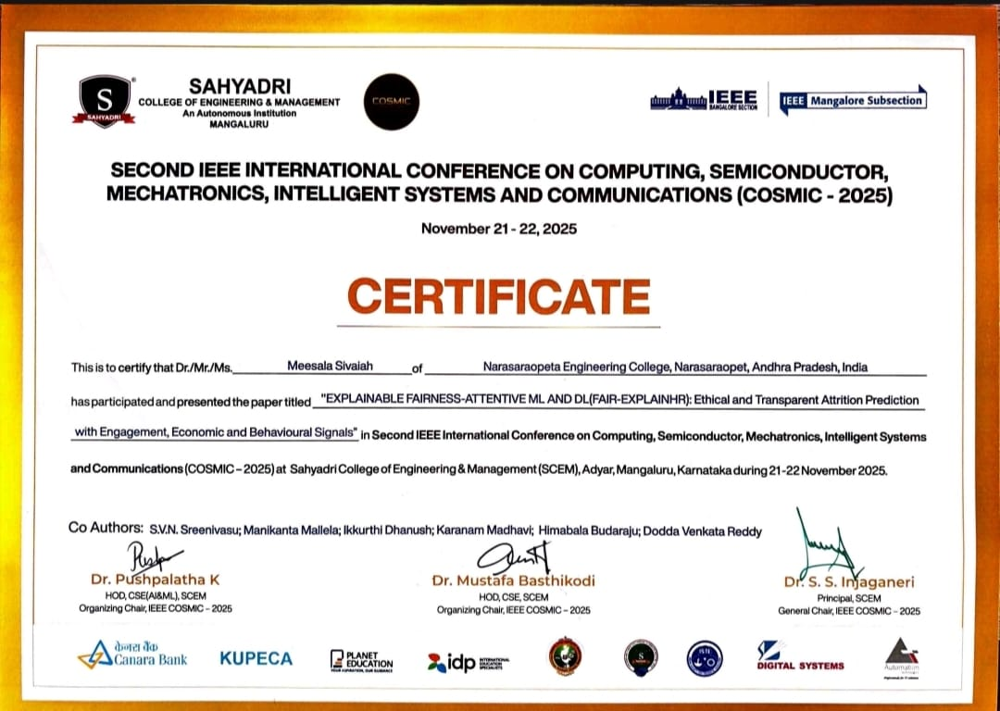 S
SAHYADRI
SAHYADRI
COLLEGE OF ENGINEERING & MANAGEMENT
An Autonomous Institution
MANGALURU
COSMIC
IEEE
BANGALORE SECTION
IEEE Mangalore Subsection
SECOND IEEE INTERNATIONAL CONFERENCE ON COMPUTING, SEMICONDUCTOR,
MECHATRONICS, INTELLIGENT SYSTEMS AND COMMUNICATIONS (COSMIC - 2025)
November 21 - 22, 2025
CERTIFICATE
This is to certify that Dr./Mr./Ms. Meesala Sivaiah of Narasaraopeta Engineering College, Narasaraopet, Andhra Pradesh, India
has participated and presented the paper titled "EXPLAINABLE FAIRNESS-ATTENTIVE ML AND DL(FAIR-EXPLAINHR): Ethical and Transparent Attrition Prediction
with Engagement, Economic and Behavioural Signals" in Second IEEE International Conference on Computing, Semiconductor, Mechatronics, Intelligent Systems
and Communications (COSMIC – 2025) at Sahyadri College of Engineering & Management (SCEM), Adyar, Mangaluru, Karnataka during 21-22 November 2025.
Co Authors: S.V.N. Sreenivasu; Manikanta Mallela; Ikkurthi Dhanush; Karanam Madhavi; Himabala Budaraju; Dodda Venkata Reddy
Dr. Pushpalatha K
HOD, CSE(AI&ML), SCEM
Organizing Chair, IEEE COSMIC – 2025
Dr. Mustafa Basthikodi
HOD, CSE, SCEM
Organizing Chair, IEEE COSMIC – 2025
Dr. S. S. Injaganeri
Principal, SCEM
General Chair, IEEE COSMIC – 2025
केनरा बैंक
Canara Bank
KUPECA
PLANET
EDUCATION
YOUR ASPIRATION, OUR GUIDANCE
idp
INTERNATIONAL
EDUCATION
SPECIALISTS
S
ISTE
DIGITAL SYSTEMS
Automation